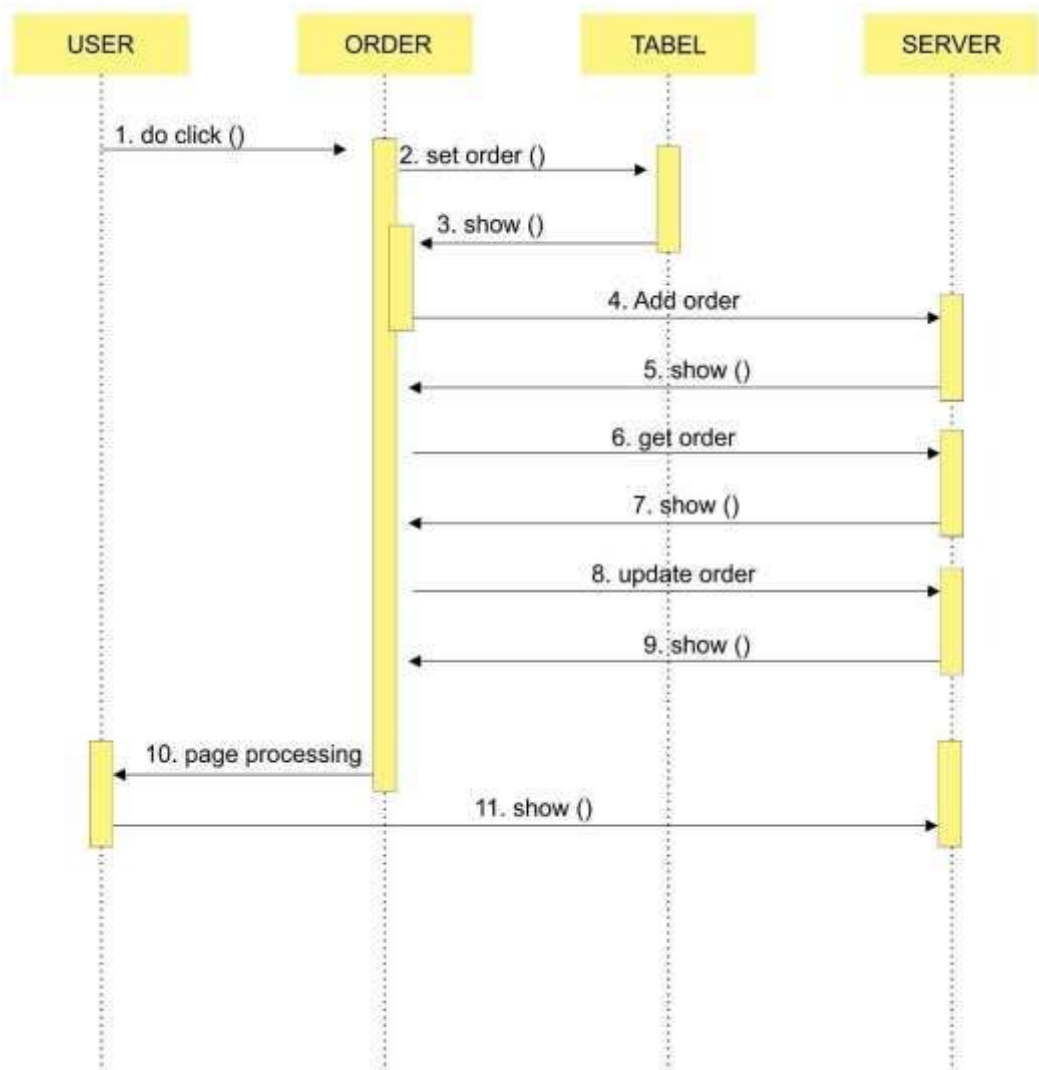 USER
ORDER
TABEL
SERVER
1. do click ()
2. set order ()
3. show ()
4. Add order
5. show ()
6. get order
7. show ()
8. update order
9. show ()
10. page processing
11. show ()